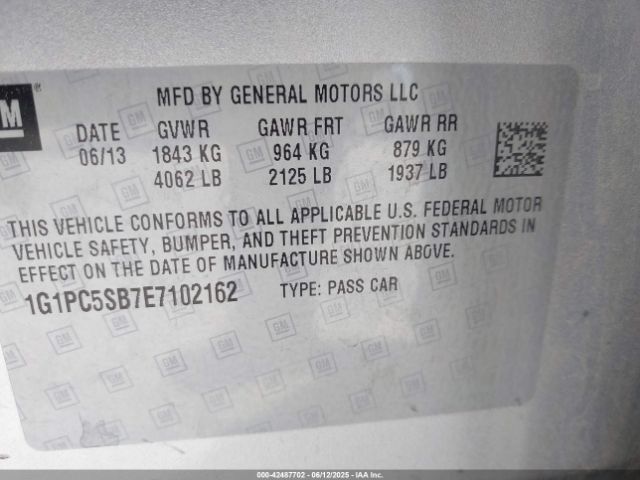 GM®
MFD BY GENERAL MOTORS LLC
DATE GVWR GAWR FRT GAWR RR
06/13 1843 KG 964 KG 879 KG
4062 LB 2125 LB 1937 LB
THIS VEHICLE CONFORMS TO ALL APPLICABLE U.S. FEDERAL MOTOR
VEHICLE SAFETY, BUMPER, AND THEFT PREVENTION STANDARDS IN
EFFECT ON THE DATE OF MANUFACTURE SHOWN ABOVE.
1G1PC5SB7E7102162 TYPE: PASS CAR
000-42487702 - 06/12/2025 - IAAI Inc.